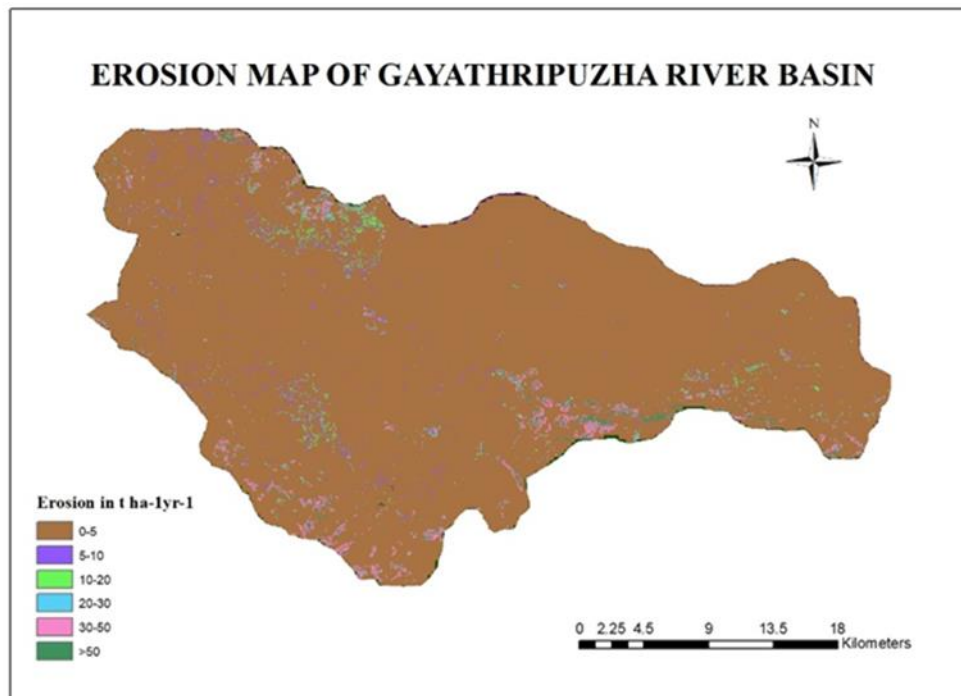 EROSION MAP OF GAYATHRIPUZHA RIVER BASIN
N
Erosion in t ha-1yr-1
0-5
5-10
10-20
20-30
30-50
>50
0 2.25 4.5 9 13.5 18
Kilometers